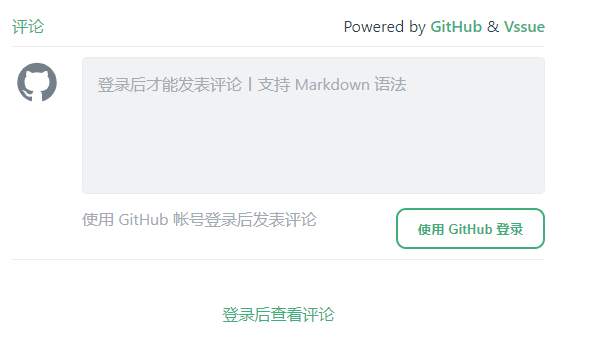 评论
Powered by GitHub & Vssue
登录后才能发表评论丨支持 Markdown 语法
使用 GitHub 帐号登录后发表评论
使用 GitHub 登录
登录后查看评论